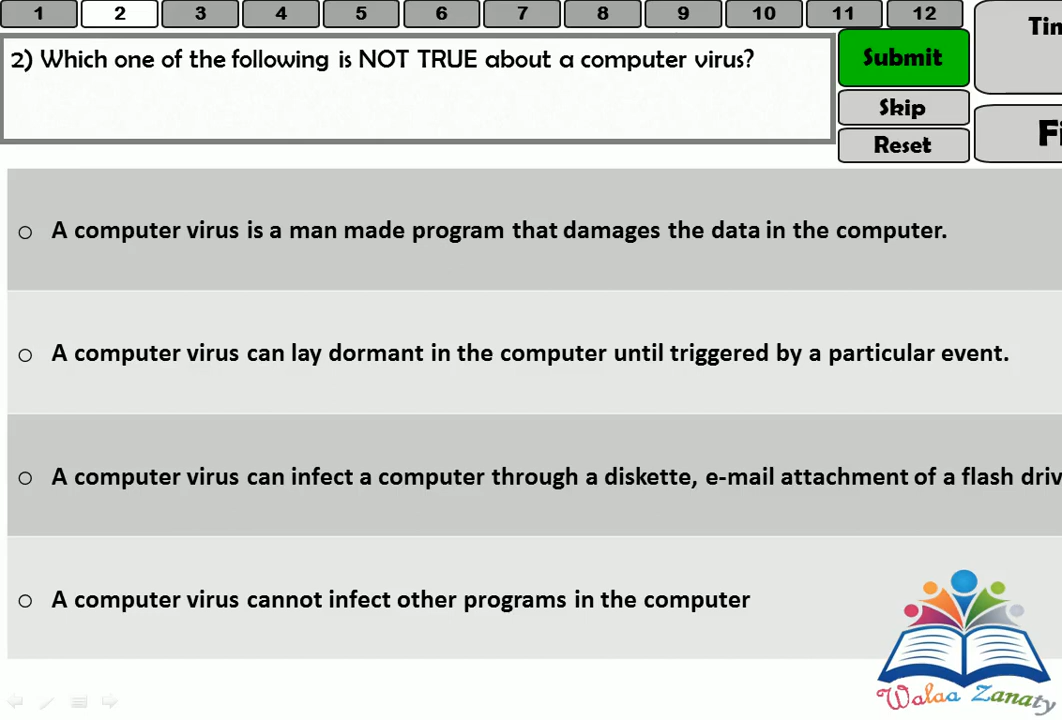 1 2 3 4 5 6 7 8 9 10 11 12
2) Which one of the following is NOT TRUE about a computer virus?
Submit
Skip
Reset
A computer virus is a man made program that damages the data in the computer.
A computer virus can lay dormant in the computer until triggered by a particular event.
A computer virus can infect a computer through a diskette, e-mail attachment of a flash driv
A computer virus cannot infect other programs in the computer
Walaa Zanaty